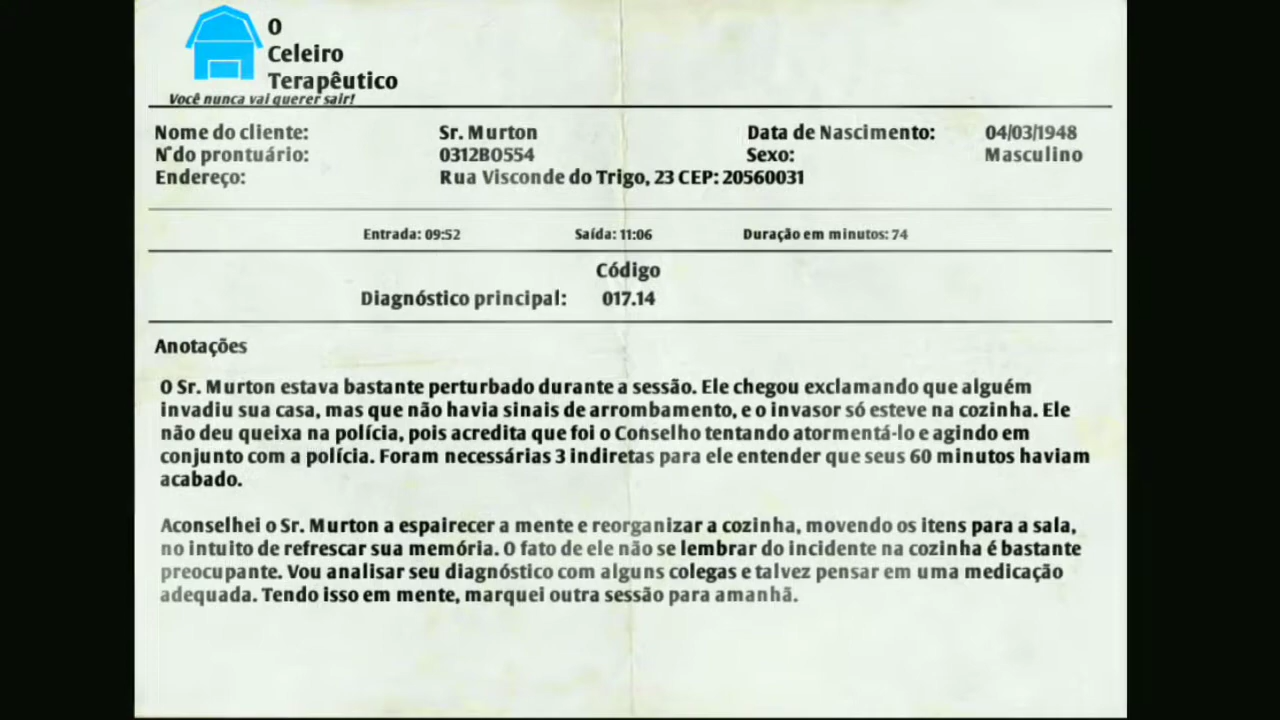 O
Celeiro
Terapêutico
Você nunca vai querer sair!
Nome do cliente: Sr. Murton Data de Nascimento: 04/03/1948
N°do prontuário: 0312B0554 Sexo: Masculino
Endereço: Rua Visconde do Trigo, 23 CEP: 20560031
Entrada: 09:52 Saída: 11:06 Duração em minutos: 74
Código
Diagnóstico principal: 017.14
Anotações
O Sr. Murton estava bastante perturbado durante a sessão. Ele chegou exclamando que alguém
invadiu sua casa, mas que não havia sinais de arrombamento, e o invasor só esteve na cozinha. Ele
não deu queixa na polícia, pois acredita que foi o Conselho tentando atormentá-lo e agindo em
conjunto com a polícia. Foram necessárias 3 indiretas para ele entender que seus 60 minutos haviam
acabado.
Aconselhei o Sr. Murton a espairecer a mente e reorganizar a cozinha, movendo os itens para a sala,
no intuito de refrescar sua memória. O fato de ele não se lembrar do incidente na cozinha é bastante
preocupante. Vou analisar seu diagnóstico com alguns colegas e talvez pensar em uma medicação
adequada. Tendo isso em mente, marquei outra sessão para amanhã.